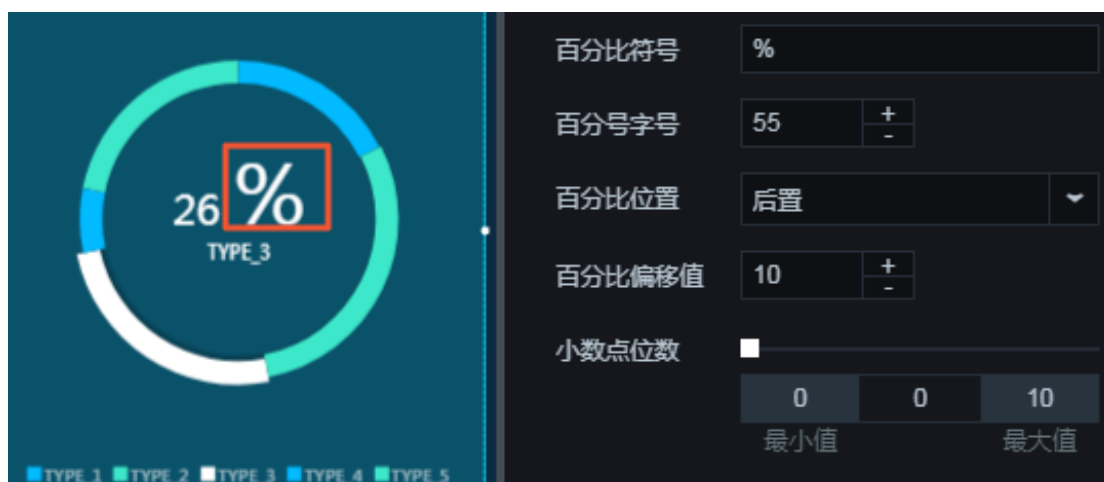 26 %
TYPE_3
TYPE_1 TYPE_2 TYPE_3 TYPE_4 TYPE_5
百分比符号 %
百分号字号 55 + -
百分比位置 后置
百分比偏移值 10 + -
小数点位数
0 0 10
最小值 最大值